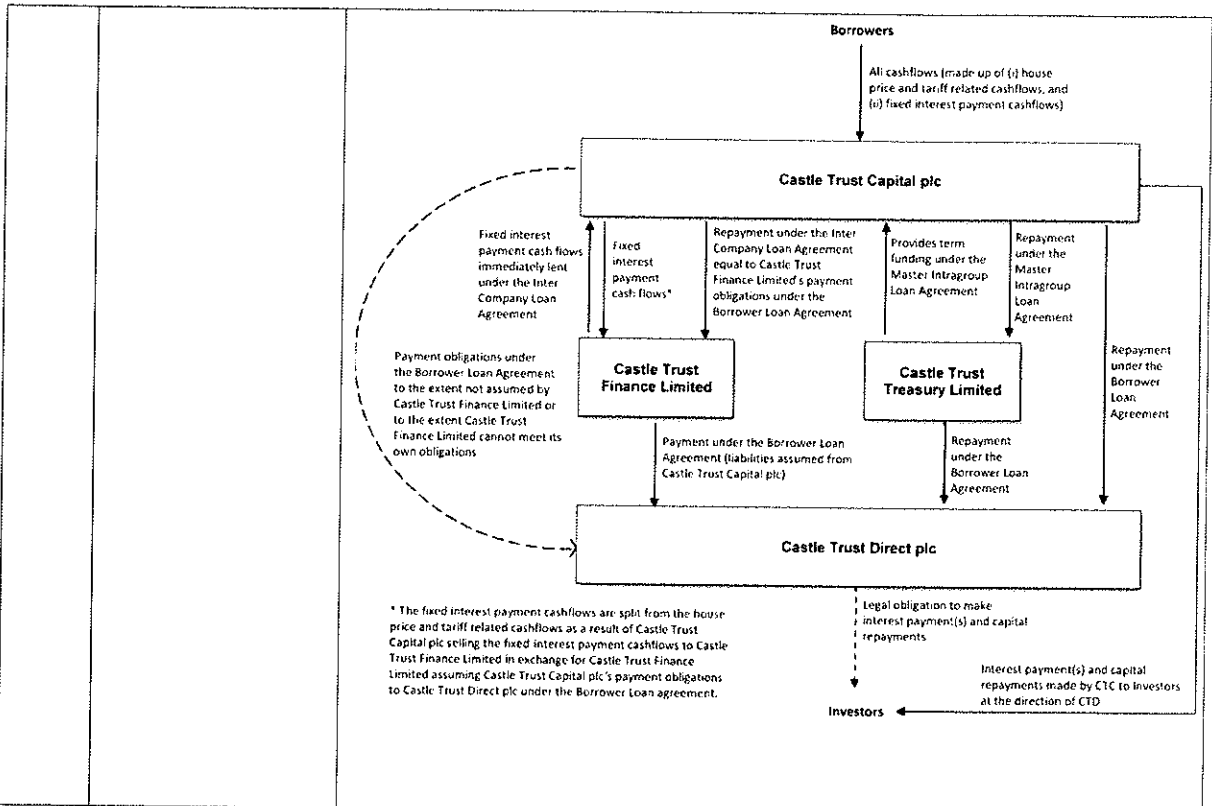 Borrowers
All cashflows (made up of (i) house
price and tariff related cashflows, and
(ii) fixed interest payment cashflows)
Castle Trust Capital plc
Fixed interest
payment cash flows
immediately lent
under the Inter
Company Loan
Agreement
Fixed
interest
payment
cash flows*
Repayment under the Inter
Company Loan Agreement
equal to Castle Trust
Finance Limited's payment
obligations under the
Borrower Loan Agreement
Provides term
funding under the
Master Intragroup
Loan Agreement
Repayment
under the
Master
Intragroup
Loan
Agreement
Repayment
under the
Borrower
Loan
Agreement
Payment obligations under
the Borrower Loan Agreement
to the extent not assumed by
Castle Trust Finance Limited or
to the extent Castle Trust
Finance Limited cannot meet its
own obligations
Castle Trust
Finance Limited
Castle Trust
Treasury Limited
Payment under the Borrower Loan
Agreement (liabilities assumed from
Castle Trust Capital plc)
Repayment
under the
Borrower Loan
Agreement
Castle Trust Direct plc
* The fixed interest payment cashflows are split from the house
price and tariff related cashflows as a result of Castle Trust
Capital plc selling the fixed interest payment cashflows to Castle
Trust Finance Limited in exchange for Castle Trust Finance
Limited assuming Castle Trust Capital plc's payment obligations
to Castle Trust Direct plc under the Borrower Loan agreement.
Legal obligation to make
interest payment(s) and capital
repayments
Interest payment(s) and capital
repayments made by CTC to Investors
at the direction of CTD
Investors